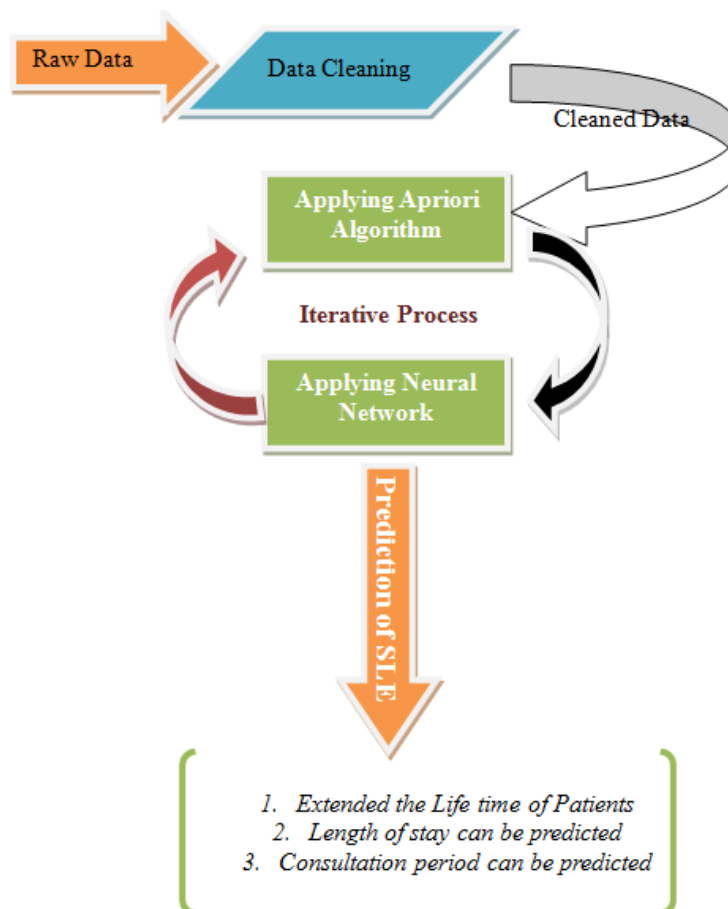 Raw Data
Data Cleaning
Cleaned Data
Applying Apriori
Algorithm
Iterative Process
Applying Neural
Network
Prediction of SLE
1. Extended the Life time of Patients
2. Length of stay can be predicted
3. Consultation period can be predicted